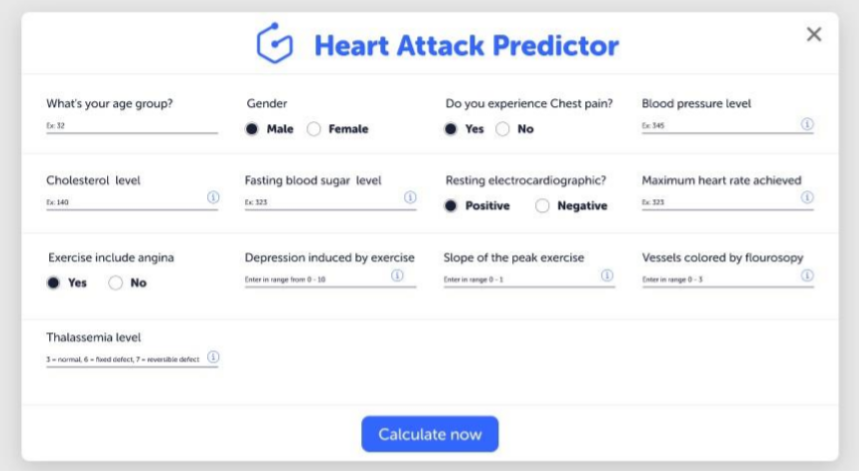 Heart Attack Predictor
What's your age group?
Ex: 32
Gender
Male
Female
Do you experience Chest pain?
Yes
No
Blood pressure level
Ex: 345
Cholesterol level
Ex: 140
Fasting blood sugar level
Ex: 323
Resting electrocardiographic?
Positive
Negative
Maximum heart rate achieved
Ex: 323
Exercise include angina
Yes
No
Depression induced by exercise
Enter in range from 0 - 10
Slope of the peak exercise
Enter in range 0 - 1
Vessels colored by flourosopy
Enter in range 0 - 3
Thalassemia level
3 = normal, 6 = fixed defect, 7 = reversible defect
Calculate now